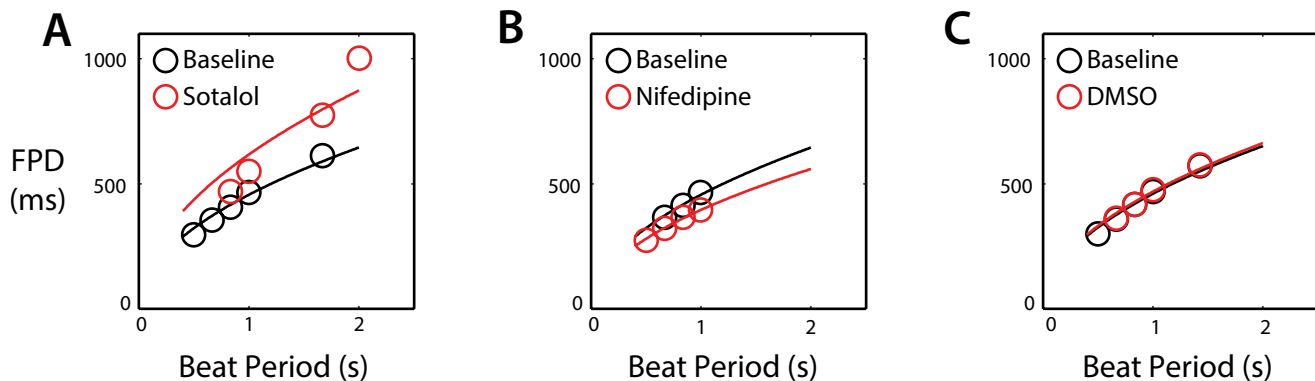 A
1000
500
0
0
1
2
Baseline
Sotalol
FPD
(ms)
Beat Period (s)
B
1000
500
0
0
1
2
Baseline
Nifedipine
Beat Period (s)
C
1000
500
0
0
1
2
Baseline
DMSO
Beat Period (s)